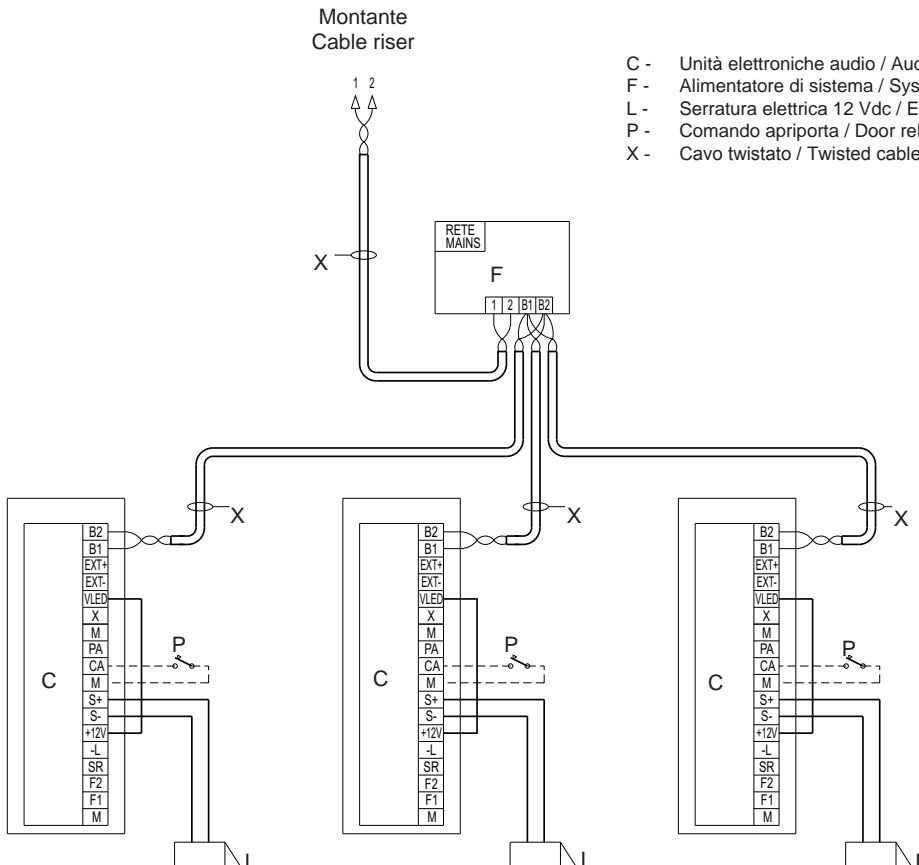 Montante
Cable riser
1 2
C - Unità elettroniche audio /
F - Alimentatore di sistema /
L - Serratura elettrica 12 Vdc /
P - Comando apriporta / Door
X - Cavo twistato / Twisted cable
X
RETE
MAINS
F
1 2 B1 B2
X
X
X
B2
B1
EXT+
EXT-
VLED
X
M
PA
CA
M
S+
S-
+12V
-L
SR
F2
F1
M
C
P
L
B2
B1
EXT+
EXT-
VLED
X
M
PA
CA
M
S+
S-
+12V
-L
SR
F2
F1
M
C
P
L
B2
B1
EXT+
EXT-
VLED
X
M
PA
CA
M
S+
S-
+12V
-L
SR
F2
F1
M
C
P
L